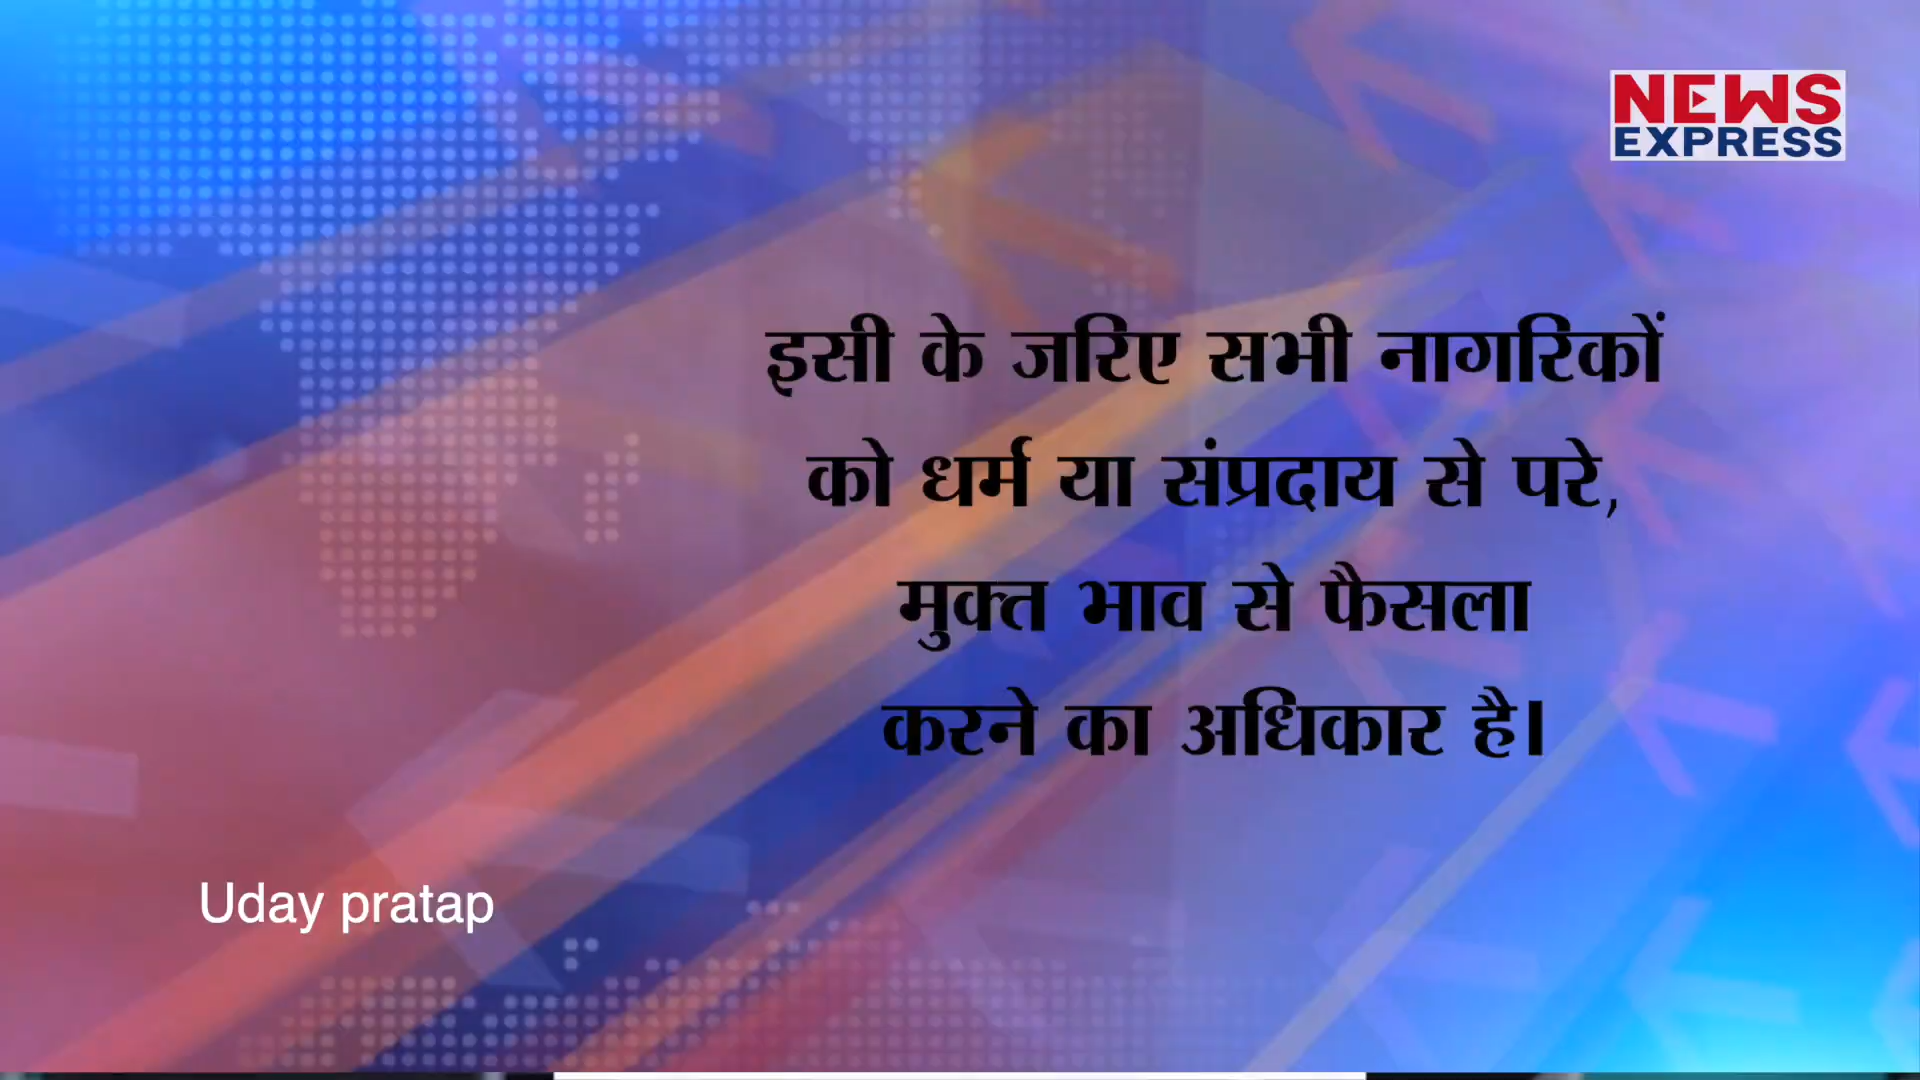 NEWS
EXPRESS
इसी के जरिए सभी नागरिकों
को धर्म या संप्रदाय से परे,
मुक्त भाव से फैसला
करने का अधिकार है।
Uday pratap